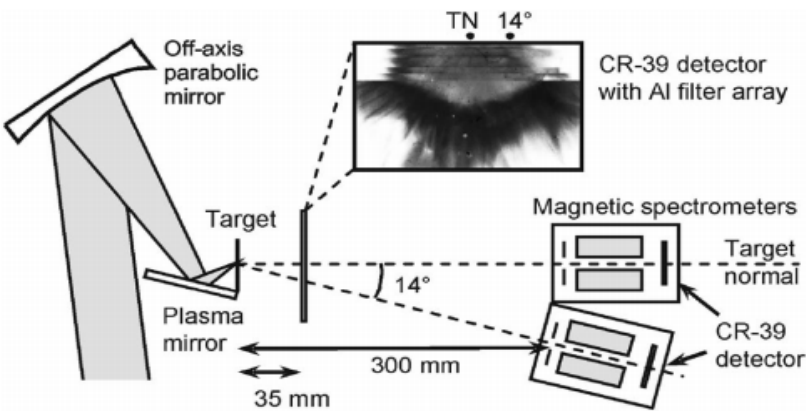 TN 14°
Off-axis
parabolic
mirror
CR-39 detector
with Al filter array
Target
Magnetic spectrometers
Target
normal
14°
Plasma
mirror
CR-39
detector
300 mm
35 mm